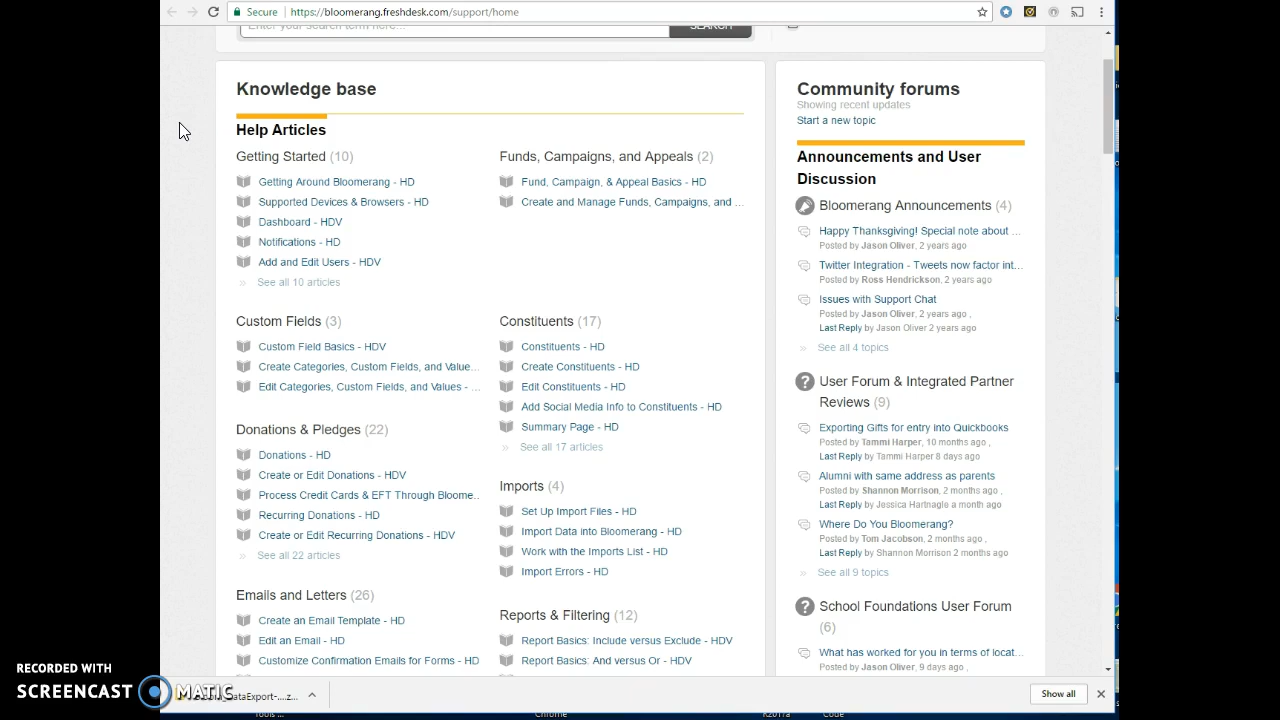 Secure https://bloomerang.freshdesk.com/support/home
Enter your search term here...
SEARCH
Knowledge base
Help Articles
Getting Started (10)
Getting Around Bloomerang - HD
Supported Devices & Browsers - HD
Dashboard - HDV
Notifications - HD
Add and Edit Users - HDV
» See all 10 articles
Funds, Campaigns, and Appeals (2)
Fund, Campaign, & Appeal Basics - HD
Create and Manage Funds, Campaigns, and ...
Custom Fields (3)
Custom Field Basics - HDV
Create Categories, Custom Fields, and Value...
Edit Categories, Custom Fields, and Values - ...
Constituents (17)
Constituents - HD
Create Constituents - HD
Edit Constituents - HD
Add Social Media Info to Constituents - HD
Summary Page - HD
» See all 17 articles
Donations & Pledges (22)
Donations - HD
Create or Edit Donations - HDV
Process Credit Cards & EFT Through Bloome...
Recurring Donations - HD
Create or Edit Recurring Donations - HDV
» See all 22 articles
Imports (4)
Set Up Import Files - HD
Import Data into Bloomerang - HD
Work with the Imports List - HD
Import Errors - HD
Emails and Letters (26)
Create an Email Template - HD
Edit an Email - HD
Customize Confirmation Emails for Forms - HD
Reports & Filtering (12)
Report Basics: Include versus Exclude - HDV
Report Basics: And versus Or - HDV
Community forums
Showing recent updates
Start a new topic
Announcements and User
Discussion
Bloomerang Announcements (4)
Happy Thanksgiving! Special note about ...
Posted by Jason Oliver, 2 years ago
Twitter Integration - Tweets now factor int...
Posted by Ross Hendrickson, 2 years ago
Issues with Support Chat
Posted by Jason Oliver, 2 years ago ,
Last Reply by Jason Oliver 2 years ago
» See all 4 topics
User Forum & Integrated Partner
Reviews (9)
Exporting Gifts for entry into Quickbooks
Posted by Tammi Harper, 10 months ago ,
Last Reply by Tammi Harper 8 days ago
Alumni with same address as parents
Posted by Shannon Morrison, 2 months ago ,
Last Reply by Jessica Hartnagle a month ago
Where Do You Bloomerang?
Posted by Tom Jacobson, 2 months ago ,
Last Reply by Shannon Morrison 2 months ago
» See all 9 topics
School Foundations User Forum
(6)
What has worked for you in terms of locat...
Posted by Jason Oliver, 9 days ago ,
Show all
RECORDED WITH
SCREENCAST MATIC
Tools ...
Chrome
Code